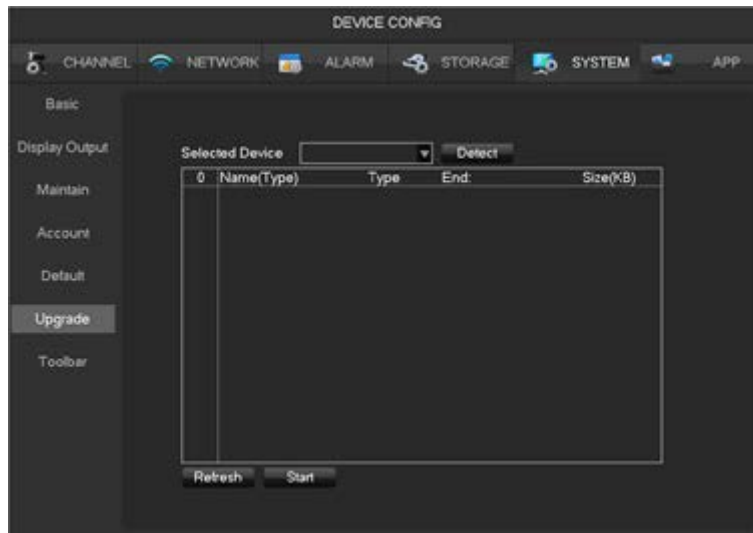 DEVICE CONFIG
CHANNEL NETWORK ALARM STORAGE SYSTEM APP
Basic
Display Output
Maintain
Account
Default
Upgrade
Toolbar
Selected Device Detect
0 Name(Type) Type End: Size(KB)
Refresh Start